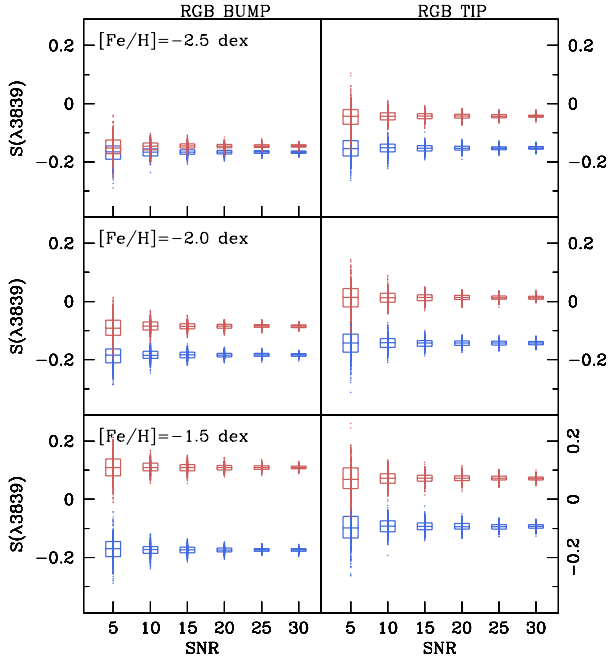 RGB BUMP RGB TIP
[Fe/H]=−2.5 dex
0.2 0.2
0 0
−0.2 −0.2
S(λ3839)
[Fe/H]=−2.0 dex
0.2 0.2
0 0
−0.2 −0.2
S(λ3839)
[Fe/H]=−1.5 dex
0.2 0.2
0 0
−0.2 −0.2
S(λ3839)
5 10 15 20 25 30 5 10 15 20 25 30
SNR SNR